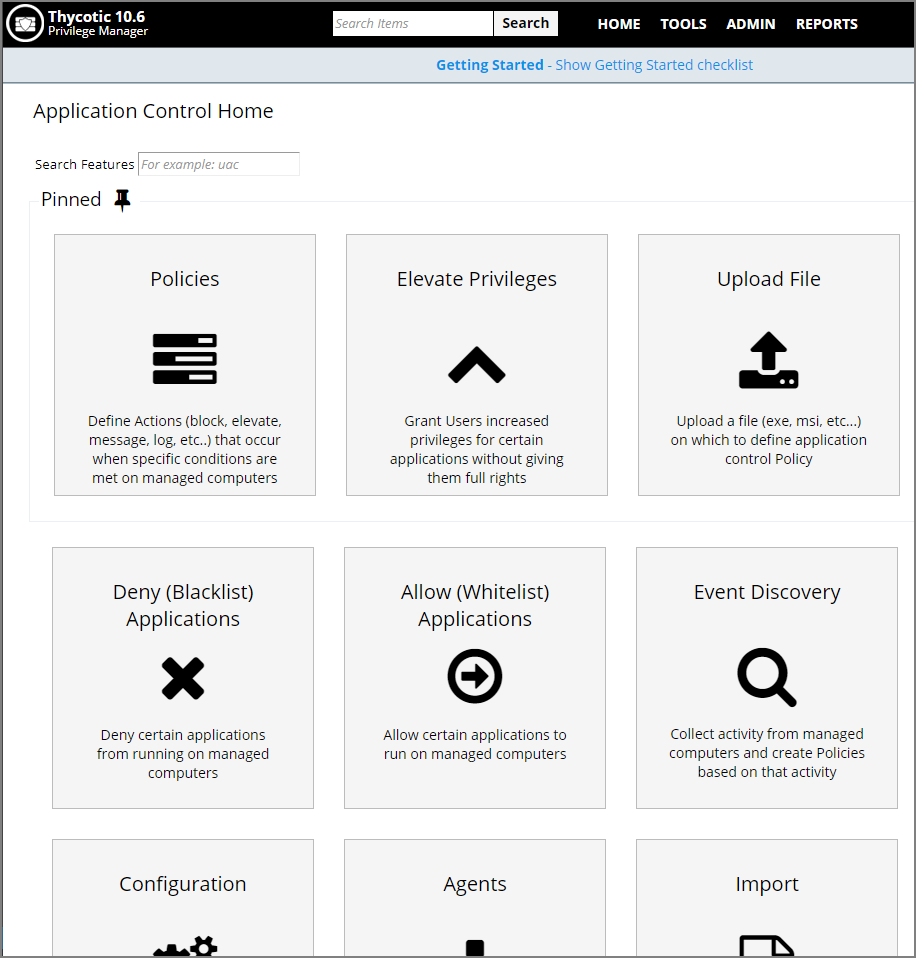 Thycotic 10.6
Privilege Manager
Search Items
Search
HOME
TOOLS
ADMIN
REPORTS
Getting Started - Show Getting Started checklist
Application Control Home
Search Features
For example: uac
Pinned
Policies
Define Actions (block, elevate,
message, log, etc..) that occur
when specific conditions are
met on managed computers
Elevate Privileges
Grant Users increased
privileges for certain
applications without giving
them full rights
Upload File
Upload a file (exe, msi, etc...)
on which to define application
control Policy
Deny (Blacklist)
Applications
Deny certain applications
from running on managed
computers
Allow (Whitelist)
Applications
Allow certain applications to
run on managed computers
Event Discovery
Collect activity from managed
computers and create Policies
based on that activity
Configuration
Agents
Import